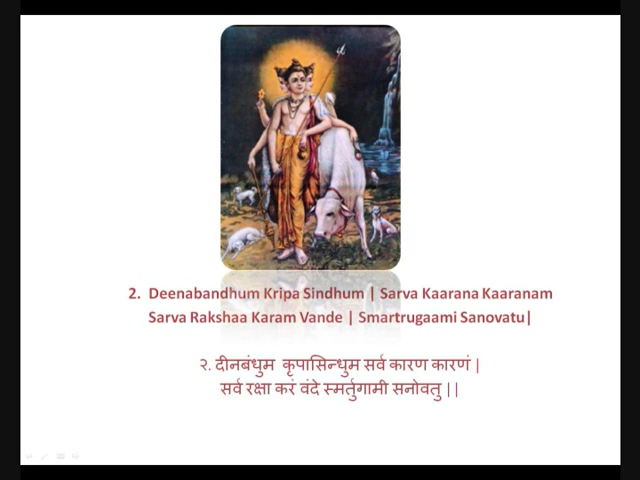 2. Deenabandhum Kripa Sindhum | Sarva Kaarana Kaaranam
Sarva Rakshaa Karam Vande | Smartrugaami Sanovatu|
२. दीनबंधुम कृपासिन्धुम सर्व कारण कारणं |
सर्व रक्षा करं वंदे स्मर्तुगामी सनोवतु ||